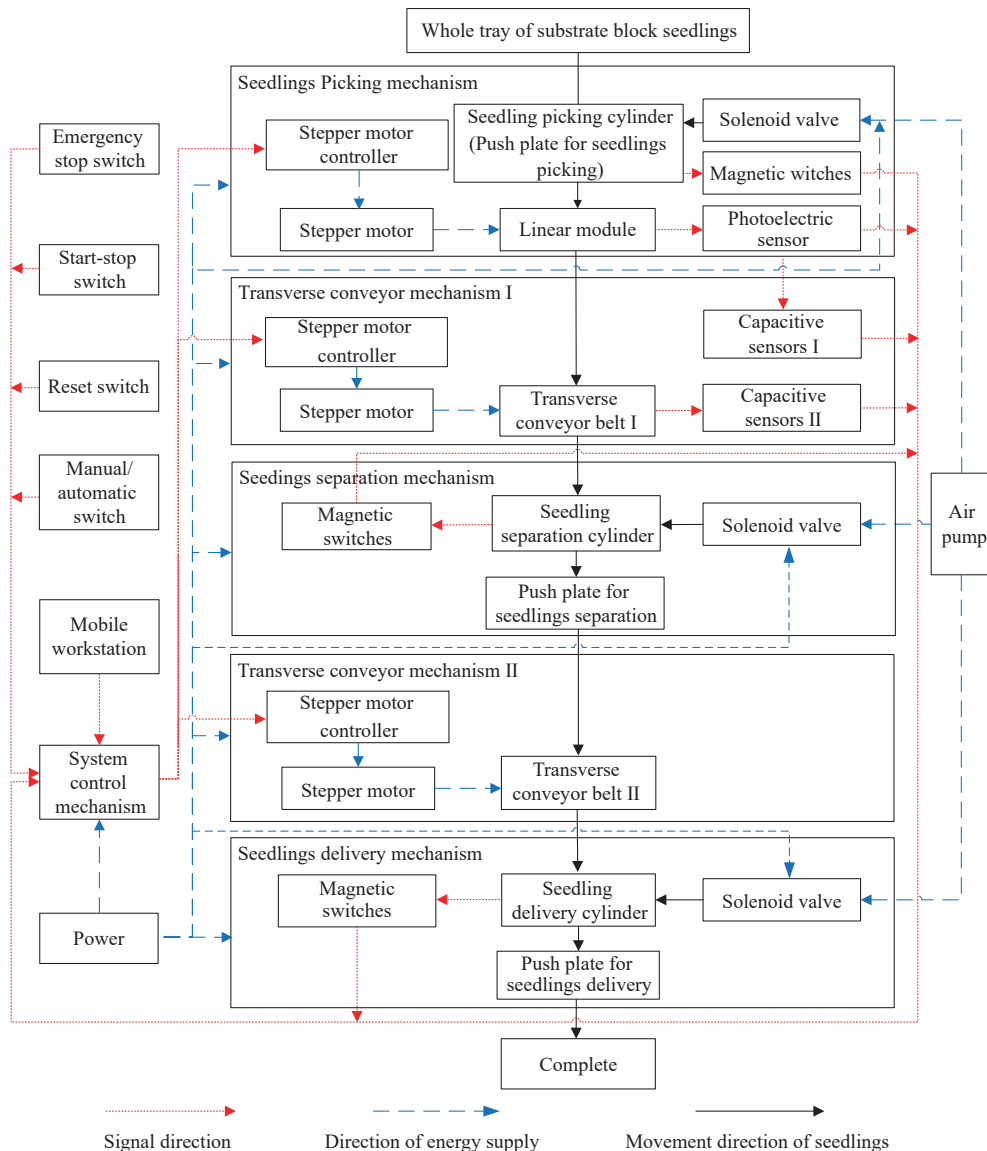 Whole tray of substrate block seedlings
Seedlings Picking mechanism
Stepper motor
controller
Seedling picking cylinder
(Push plate for seedlings
picking)
Solenoid valve
Magnetic witches
Stepper motor
Linear module
Photoelectric
sensor
Emergency
stop switch
Start-stop
switch
Reset switch
Manual/
automatic
switch
Mobile
workstation
System
control
mechanism
Power
Transverse conveyor mechanism I
Stepper motor
controller
Capacitive
sensors I
Stepper motor
Transverse
conveyor belt I
Capacitive
sensors II
Seedings separation mechanism
Magnetic
switches
Seedling
separation cylinder
Solenoid valve
Push plate for
seedlings separation
Air
pump
Transverse conveyor mechanism II
Stepper motor
controller
Stepper motor
Transverse
conveyor belt II
Seedlings delivery mechanism
Magnetic
switches
Seedling
delivery cylinder
Solenoid valve
Push plate for
seedlings delivery
Complete
Signal direction
Direction of energy supply
Movement direction of seedlings